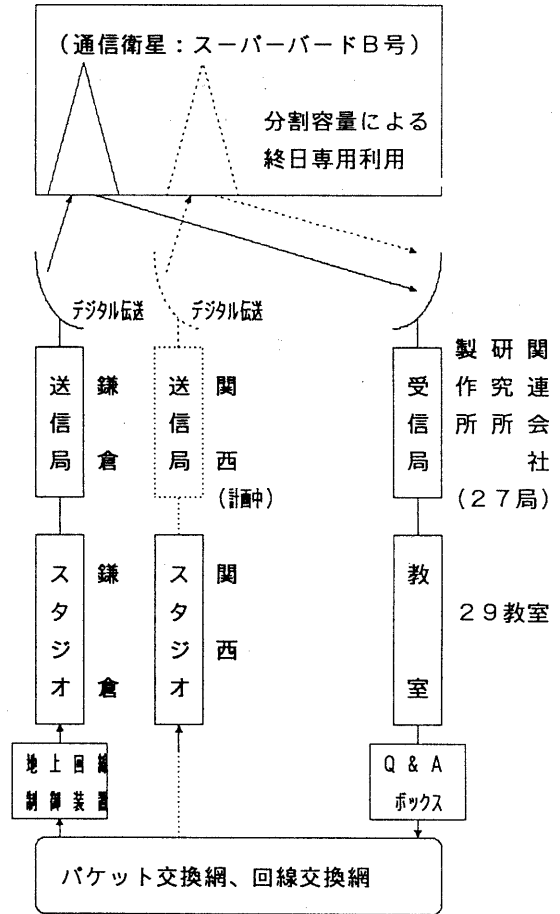 (通信衛星：スーパーバードB号)
分割容量による
終日専用利用
デジタル伝送
デジタル伝送
送信局
鎌倉
送信局
関西
(計画中)
受信局
製作所
研究所
関連会社
(27局)
スタジオ
鎌倉
スタジオ
関西
教室
29教室
地上回線
制御装置
Q&A
ボックス
パケット交換網、回線交換網